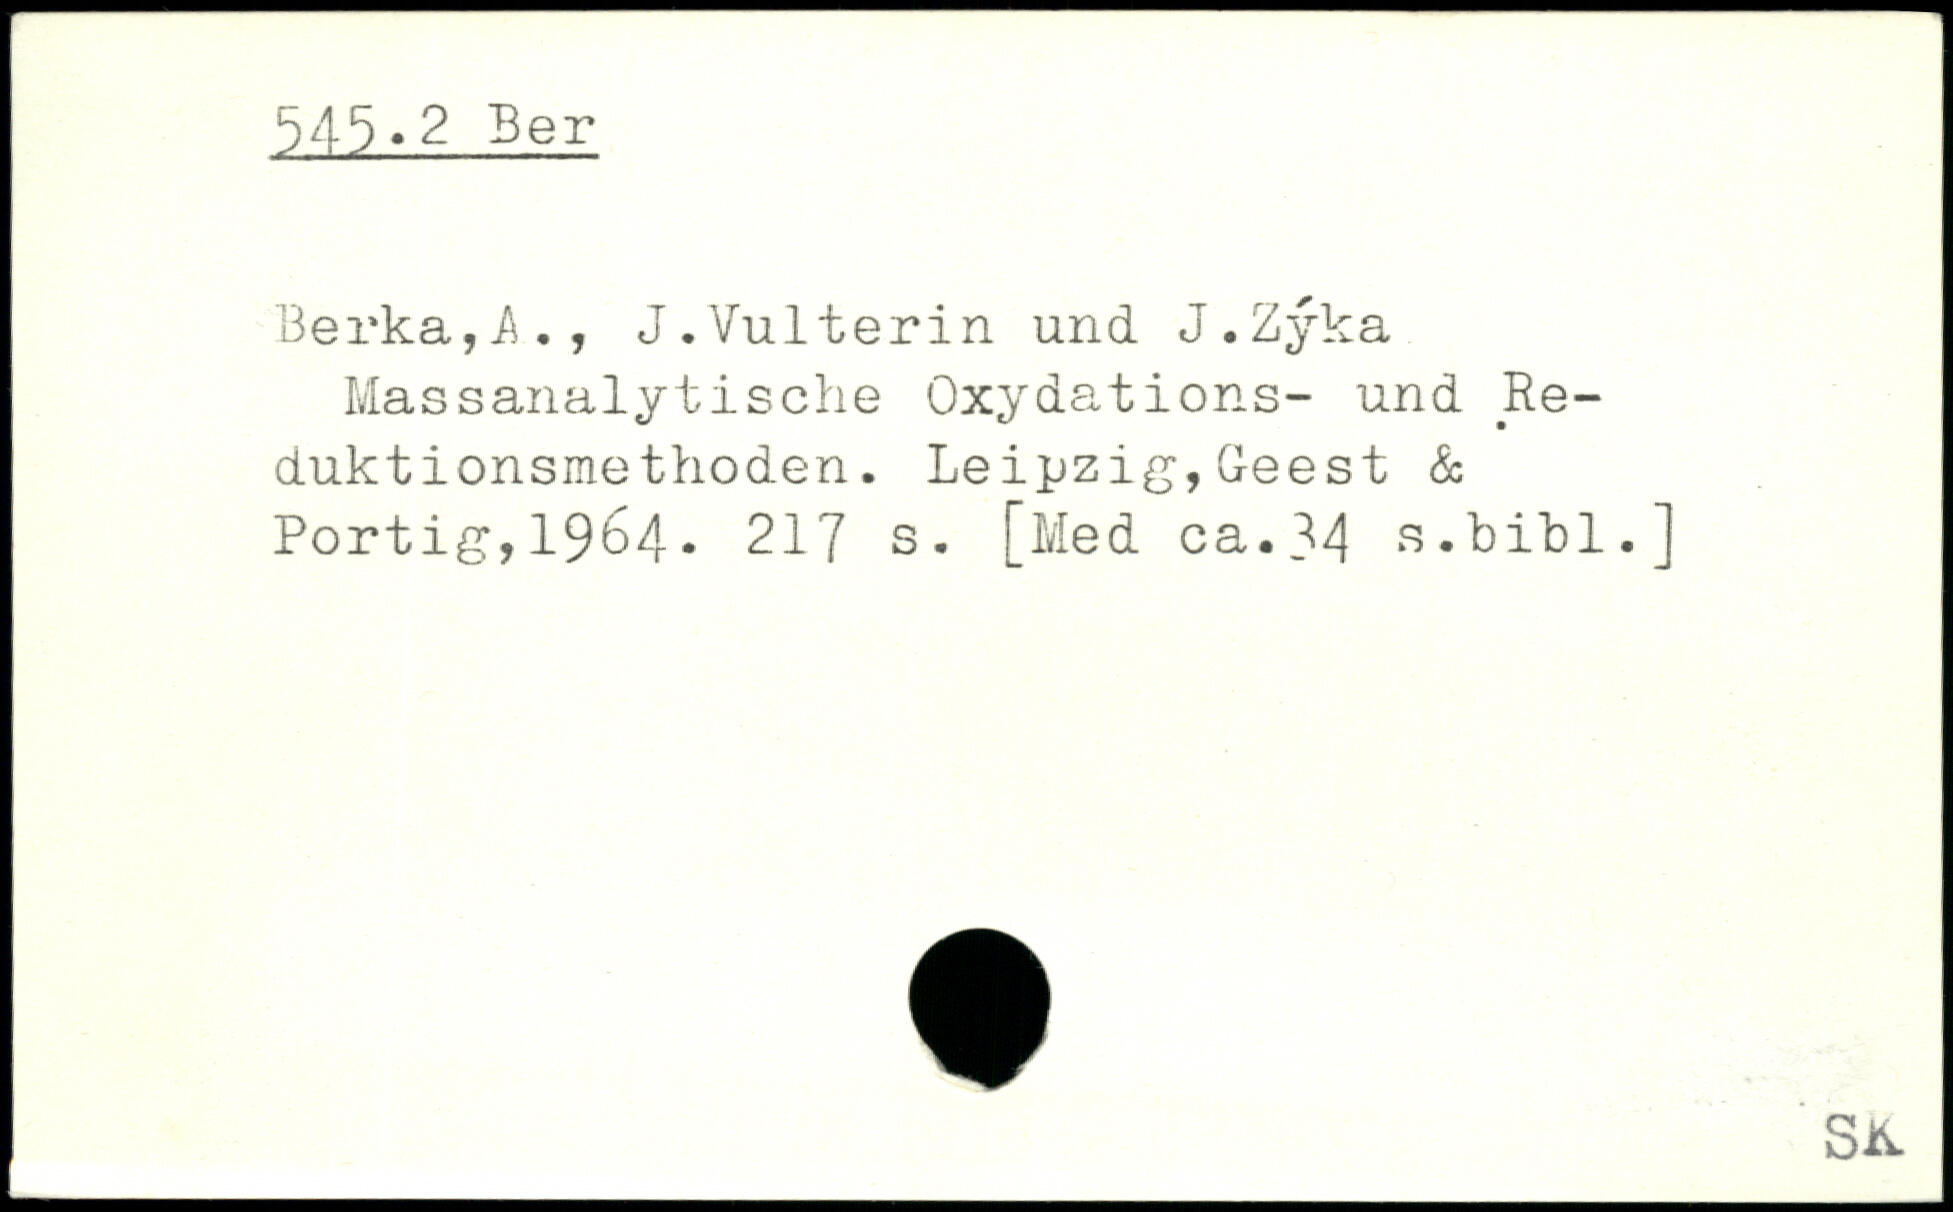 545.2 Ber
Berka,A., J.Vulterin und J.Zýka
Massanalytische Oxydations- und Re-
duktionsmethoden. Leipzig,Geest &
Portig,1964. 217 s. [Med ca.34 s.bibl.]
SK